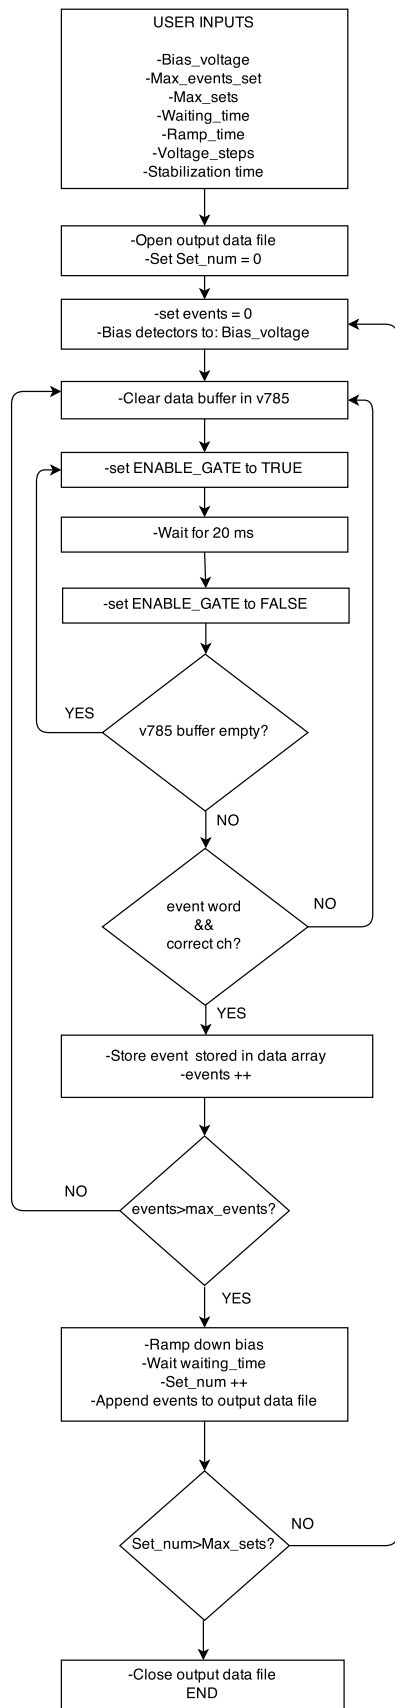 USER INPUTS
-Bias_voltage
-Max_events_set
-Max_sets
-Waiting_time
-Ramp_time
-Voltage_steps
-Stabilization time
-Open output data file
-Set Set_num = 0
-set events = 0
-Bias detectors to: Bias_voltage
-Clear data buffer in v785
-set ENABLE_GATE to TRUE
-Wait for 20 ms
-set ENABLE_GATE to FALSE
YES
v785 buffer empty?
NO
event word
&&
correct ch?
NO
YES
-Store event  stored in data array
-events ++
NO
events>max_events?
YES
-Ramp down bias
-Wait waiting_time
-Set_num ++
-Append events to output data file
NO
Set_num>Max_sets?
-Close output data file
END